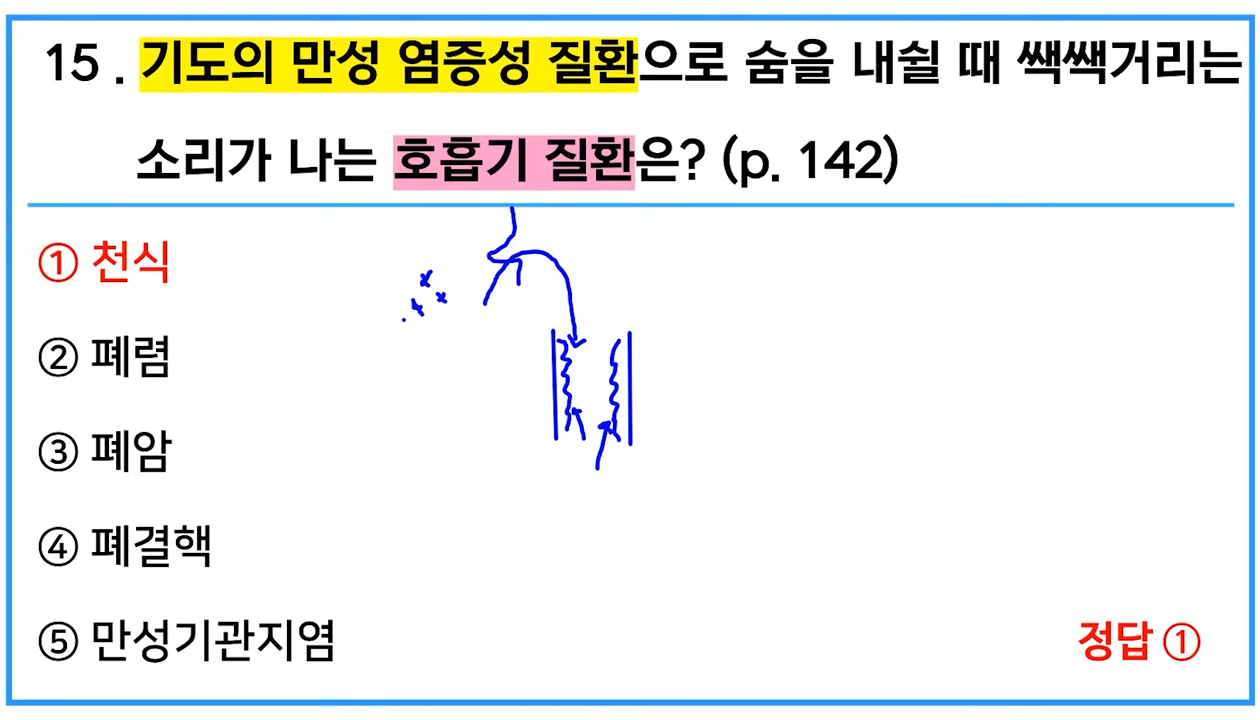 15. 기도의 만성 염증성 질환으로 숨을 내쉴 때 쌕쌕거리는
소리가 나는 호흡기 질환은? (p. 142)
① 천식
② 폐렴
③ 폐암
④ 폐결핵
⑤ 만성기관지염
정답 ①